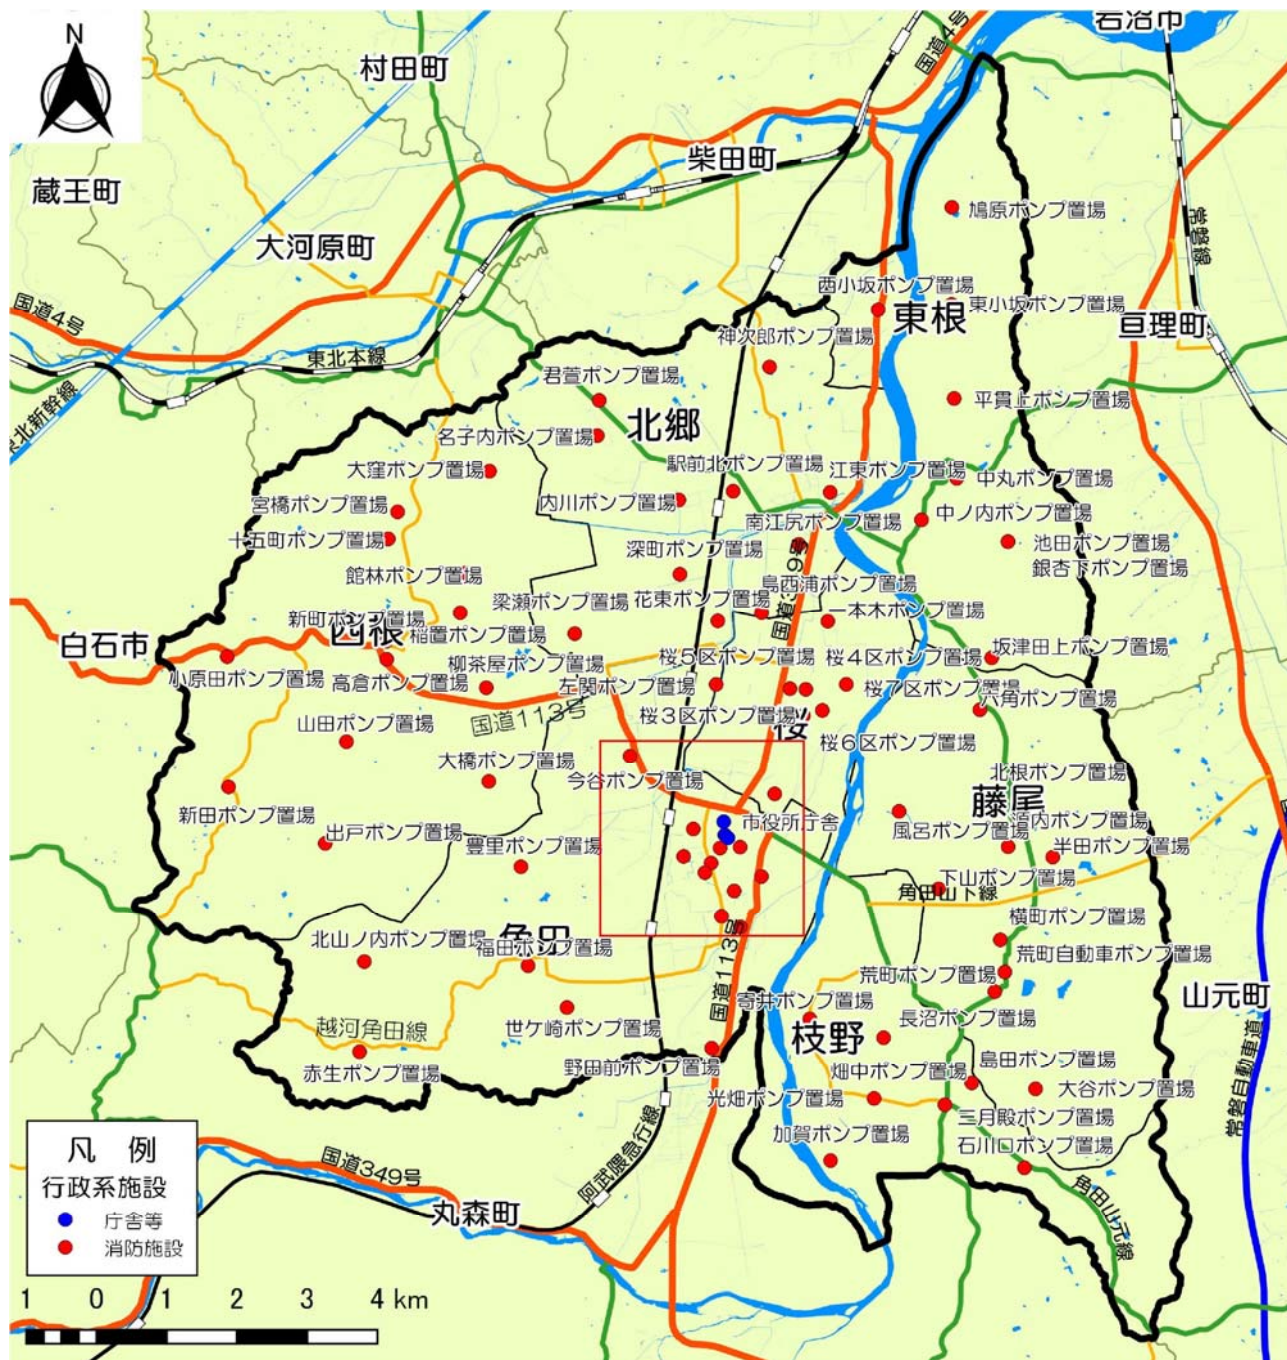 岩沼市
N
国道4号
村田町
柴田町
蔵王町
鳩原ポンプ置場
大河原町
常磐線
西小坂ポンプ置場
東小坂ポンプ置場
国道4号
東根
亘理町
神次郎ポンプ置場
東北本線
君萱ポンプ置場
平貫上ポンプ置場
東北新幹線
北郷
名子内ポンプ置場
駅前北ポンプ置場
江東ポンプ置場
大窪ポンプ置場
中丸ポンプ置場
宮橋ポンプ置場
内川ポンプ置場
中ノ内ポンプ置場
南江尻ポンプ置場
十五町ポンプ置場
深町ポンプ置場
池田ポンプ置場
銀杏下ポンプ置場
館林ポンプ置場
島西浦ポンプ置場
梁瀬ポンプ置場
花東ポンプ置場
一本木ポンプ置場
新町ポンプ置場
西根
稲置ポンプ置場
白石市
坂津田上ポンプ置場
柳茶屋ポンプ置場
桜5区ポンプ置場
桜4区ポンプ置場
小原田ポンプ置場
高倉ポンプ置場
左関ポンプ置場
桜7区ポンプ置場
六角ポンプ置場
国道113号
山田ポンプ置場
桜3区ポンプ置場
桜
桜6区ポンプ置場
大橋ポンプ置場
今谷ポンプ置場
北根ポンプ置場
藤尾
新田ポンプ置場
市役所庁舎
出戸ポンプ置場
豊里ポンプ置場
風呂ポンプ置場
半田ポンプ置場
下山ポンプ置場
角田山下線
横町ポンプ置場
北山ノ内ポンプ置場
角田
福田ポンプ置場
荒町自動車ポンプ置場
荒町ポンプ置場
国道113号
寄井ポンプ置場
山元町
越河角田線
世ケ崎ポンプ置場
長沼ポンプ置場
枝野
野田前ポンプ置場
島田ポンプ置場
赤生ポンプ置場
畑中ポンプ置場
大谷ポンプ置場
光畑ポンプ置場
三月殿ポンプ置場
常磐自動車道
加賀ポンプ置場
石川口ポンプ置場
凡 例
行政系施設
庁舎等
消防施設
国道349号
阿武隈急行線
丸森町
角田山元線
1 0 1 2 3 4 km